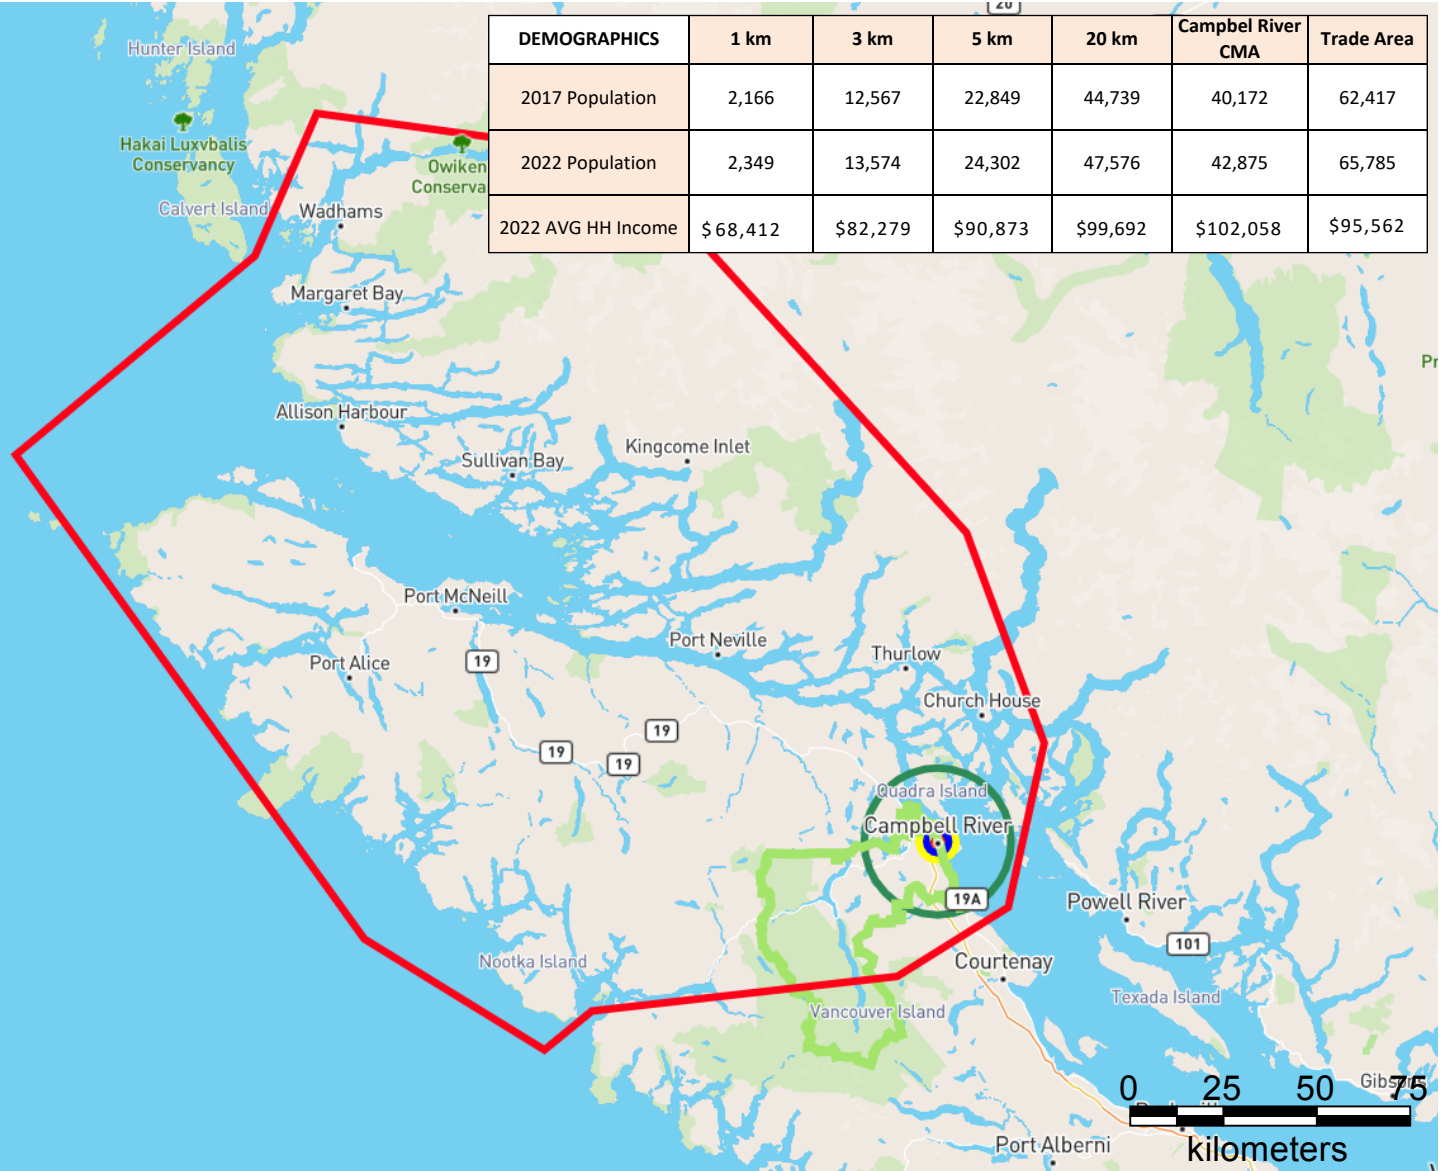 20
Hunter Island
DEMOGRAPHICS 1 km 3 km 5 km 20 km Campbel River CMA Trade Area
2017 Population 2,166 12,567 22,849 44,739 40,172 62,417
2022 Population 2,349 13,574 24,302 47,576 42,875 65,785
2022 AVG HH Income $68,412 $82,279 $90,873 $99,692 $102,058 $95,562
Hakai Luxvbalis
Conservancy
Owiken
Conserva
Calvert Island
Wadhams
Margaret Bay
Pr
Allison Harbour
Kingcome Inlet
Sullivan Bay
Port McNeill
Port Neville
Thurlow
Port Alice
19
Church House
19
19
19
Quadra Island
Campbell River
19A
Powell River
101
Nootka Island
Courtenay
Texada Island
Vancouver Island
0 25 50 75
Gibsons
Port Alberni
kilometers